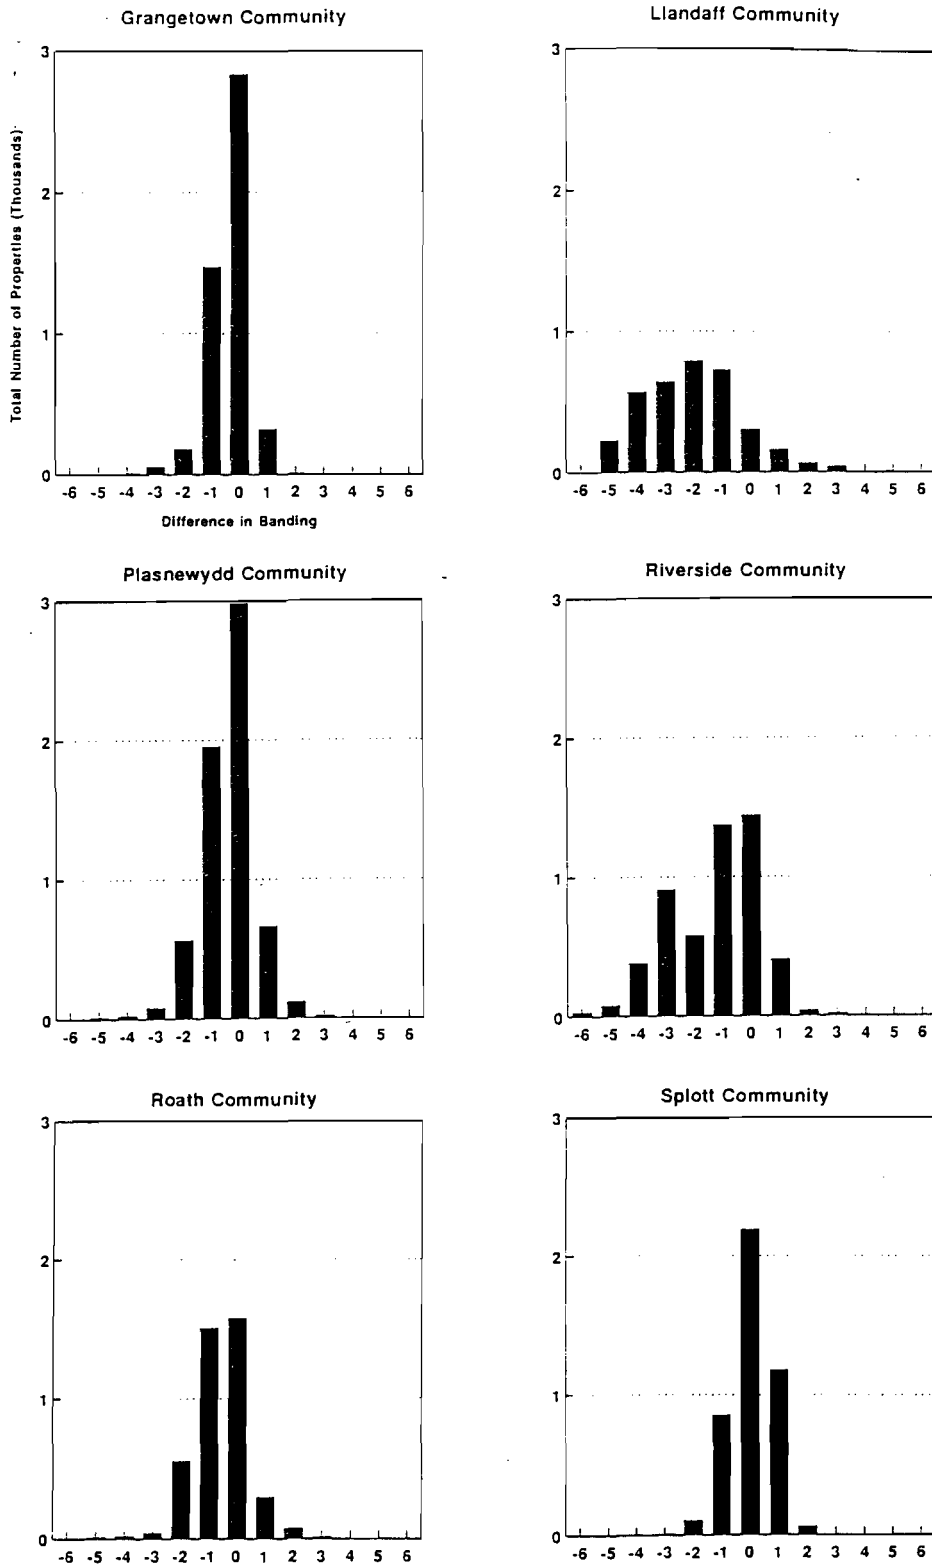 Grangetown Community
Total Number of Properties (Thousands)
3
2
1
0
-6 -5 -4 -3 -2 -1 0 1 2 3 4 5 6
Difference in Banding
Llandaff Community
3
2
1
0
-6 -5 -4 -3 -2 -1 0 1 2 3 4 5 6
Plasnewydd Community
3
2
1
0
-6 -5 -4 -3 -2 -1 0 1 2 3 4 5 6
Riverside Community
3
2
1
0
-6 -5 -4 -3 -2 -1 0 1 2 3 4 5 6
Roath Community
3
2
1
0
-6 -5 -4 -3 -2 -1 0 1 2 3 4 5 6
Splott Community
3
2
1
0
-6 -5 -4 -3 -2 -1 0 1 2 3 4 5 6